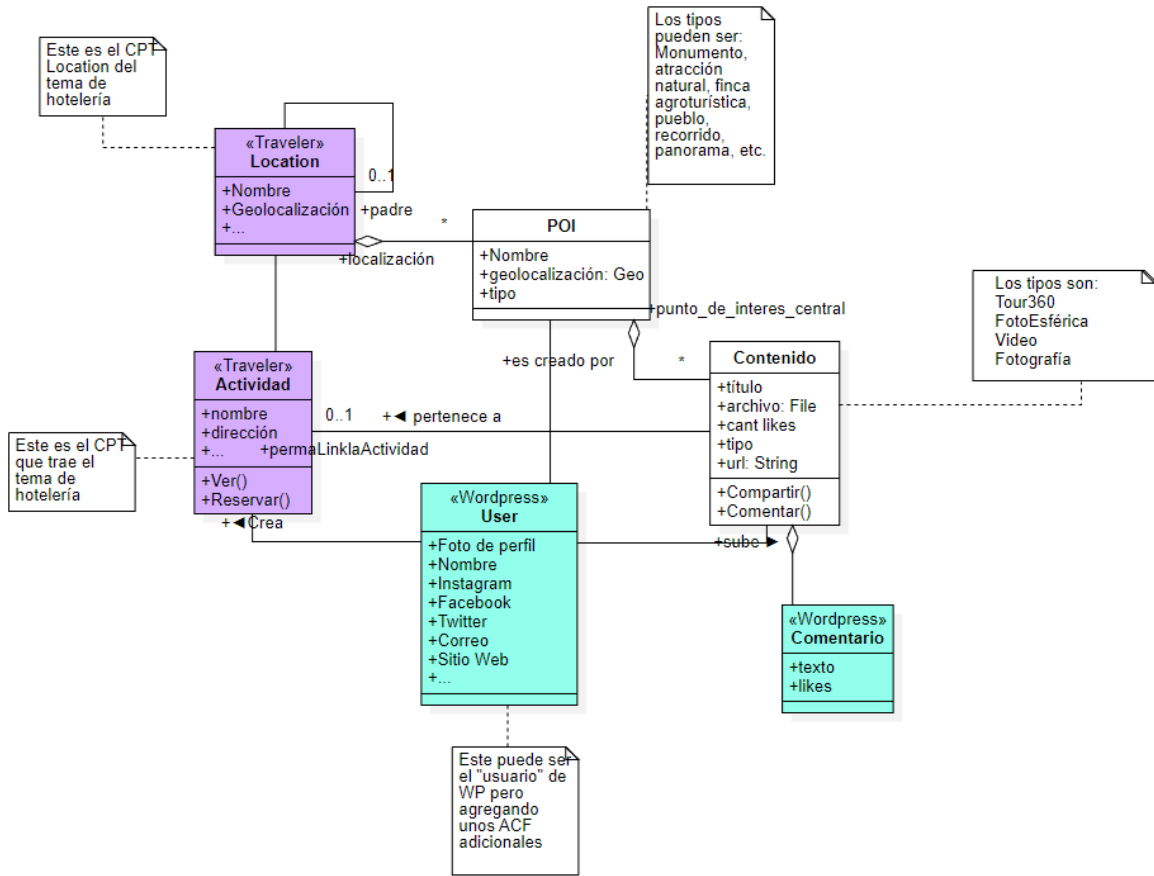 Este es el CPT
Location del
tema de
hotelería
Los tipos
pueden ser:
Monumento,
atracción
natural, finca
agroturística,
pueblo,
recorrido,
panorama, etc.
«Traveler»
Location
+Nombre
+Geolocalización
+...
0..1
+padre
*
+localización
POI
+Nombre
+geolocalización: Geo
+tipo
+punto_de_interes_central
*
+es creado por
Los tipos son:
Tour360
FotoEsférica
Video
Fotografía
Contenido
+título
+archivo: File
+cant likes
+tipo
+url: String
+Compartir()
+Comentar()
«Traveler»
Actividad
+nombre
+dirección
+...
+Ver()
+Reservar()
0..1
+◄ pertenece a
+permaLinklaActividad
Este es el CPT
que trae el
tema de
hotelería
+◄Crea
+sube ►
«Wordpress»
User
+Foto de perfil
+Nombre
+Instagram
+Facebook
+Twitter
+Correo
+Sitio Web
+...
«Wordpress»
Comentario
+texto
+likes
Este puede ser
el "usuario" de
WP pero
agregando
unos ACF
adicionales